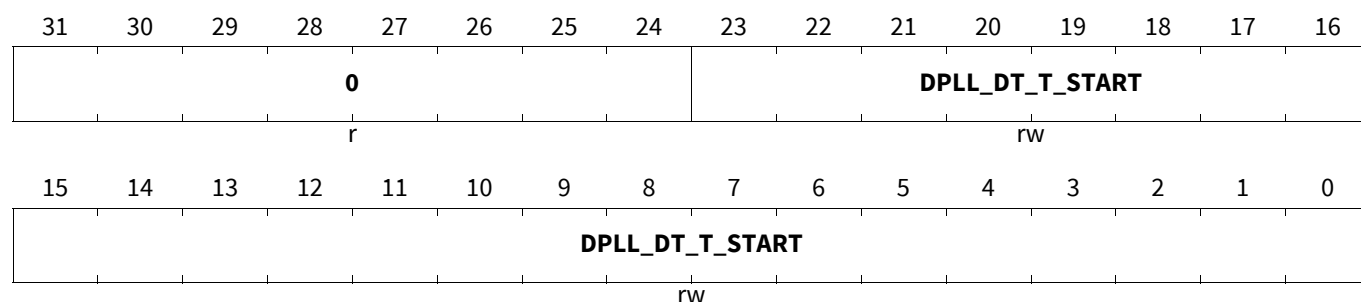 31 30 29 28 27 26 25 24 23 22 21 20 19 18 17 16
0 DPLL_DT_T_START
r rw
15 14 13 12 11 10 9 8 7 6 5 4 3 2 1 0
DPLL_DT_T_START
rw